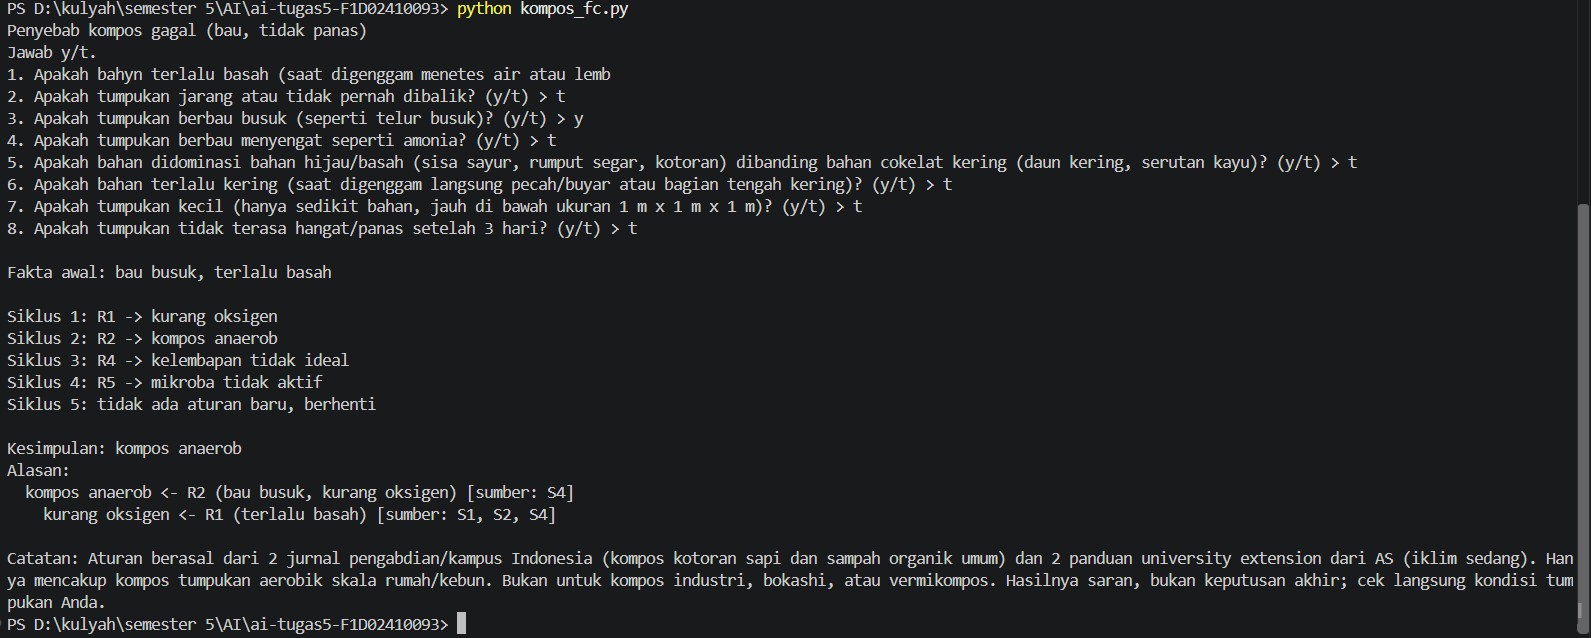 PS D:\kulyah\semester 5\AI\ai-tugas5-F1D02410093> python kompos_fc.py
Penyebab kompos gagal (bau, tidak panas)
Jawab y/t.
1. Apakah bahyn terlalu basah (saat digenggam menetes air atau lemb
2. Apakah tumpukan jarang atau tidak pernah dibalik? (y/t) > t
3. Apakah tumpukan berbau busuk (seperti telur busuk)? (y/t) > y
4. Apakah tumpukan berbau menyengat seperti amonia? (y/t) > t
5. Apakah bahan didominasi bahan hijau/basah (sisa sayur, rumput segar, kotoran) dibanding bahan cokelat kering (daun kering, serutan kayu)? (y/t) > t
6. Apakah bahan terlalu kering (saat digenggam langsung pecah/buyar atau bagian tengah kering)? (y/t) > t
7. Apakah tumpukan kecil (hanya sedikit bahan, jauh di bawah ukuran 1 m x 1 m x 1 m)? (y/t) > t
8. Apakah tumpukan tidak terasa hangat/panas setelah 3 hari? (y/t) > t
Fakta awal: bau busuk, terlalu basah
Siklus 1: R1 -> kurang oksigen
Siklus 2: R2 -> kompos anaerob
Siklus 3: R4 -> kelembapan tidak ideal
Siklus 4: R5 -> mikroba tidak aktif
Siklus 5: tidak ada aturan baru, berhenti
Kesimpulan: kompos anaerob
Alasan:
kompos anaerob <- R2 (bau busuk, kurang oksigen) [sumber: S4]
kurang oksigen <- R1 (terlalu basah) [sumber: S1, S2, S4]
Catatan: Aturan berasal dari 2 jurnal pengabdian/kampus Indonesia (kompos kotoran sapi dan sampah organik umum) dan 2 panduan university extension dari AS (iklim sedang). Han
ya mencakup kompos tumpukan aerobik skala rumah/kebun. Bukan untuk kompos industri, bokashi, atau vermikompos. Hasilnya saran, bukan keputusan akhir; cek langsung kondisi tum
pukan Anda.
PS D:\kulyah\semester 5\AI\ai-tugas5-F1D02410093>